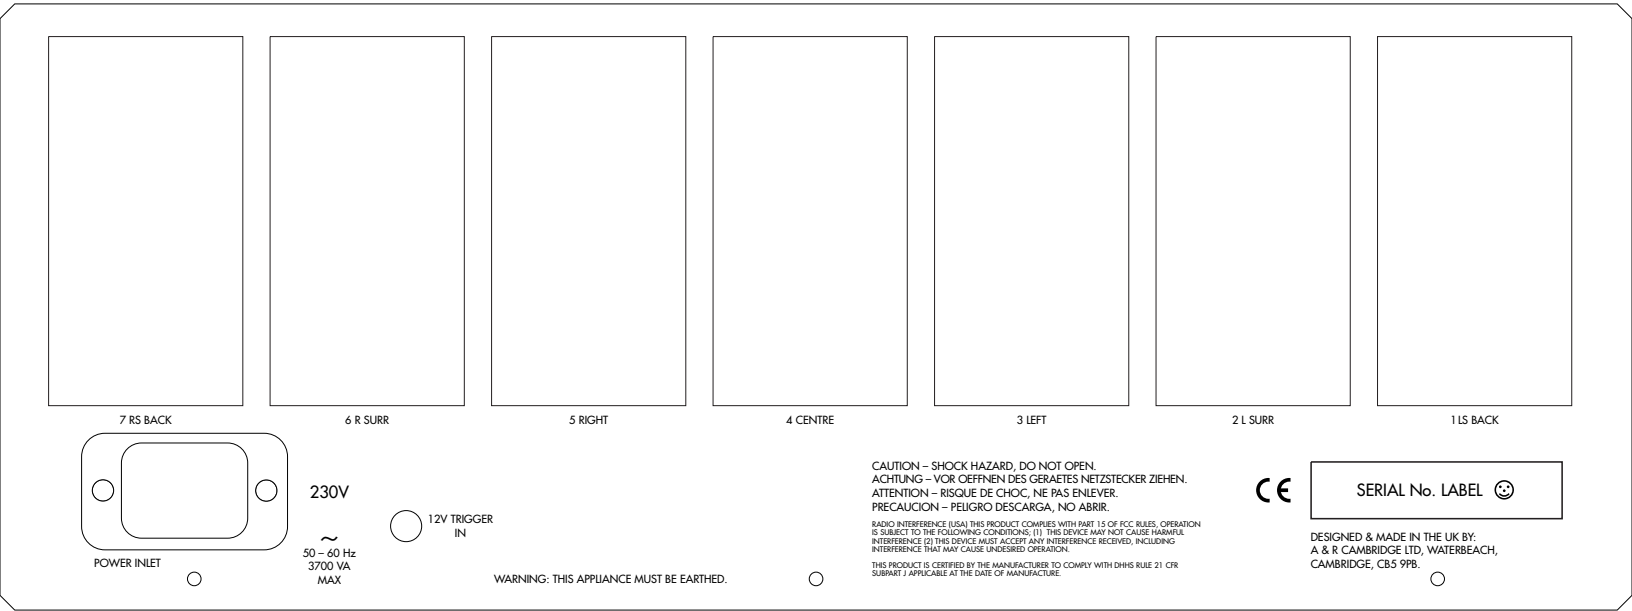 7 RS BACK
6 R SURR
5 RIGHT
4 CENTRE
3 LEFT
2 L SURR
1 LS BACK
230V
~
50 – 60 Hz
3700 VA
MAX
POWER INLET
12V TRIGGER
IN
WARNING: THIS APPLIANCE MUST BE EARTHED.
CAUTION – SHOCK HAZARD, DO NOT OPEN.
ACHTUNG – VOR OEFFNEN DES GERAETES NETZSTECKER ZIEHEN.
ATTENTION – RISQUE DE CHOC, NE PAS ENLEVER.
PRECAUCION – PELIGRO DESCARGA, NO ABRIR.
RADIO INTERFERENCE (USA) THIS PRODUCT COMPLIES WITH PART 15 OF FCC RULES, OPERATION
IS SUBJECT TO THE FOLLOWING CONDITIONS; (1) THIS DEVICE MAY NOT CAUSE HARMFUL
INTERFERENCE (2) THIS DEVICE MUST ACCEPT ANY INTERFERENCE RECEIVED, INCLUDING
INTERFERENCE THAT MAY CAUSE UNDESIRED OPERATION.
THIS PRODUCT IS CERTIFIED BY THE MANUFACTURER TO COMPLY WITH DHHS RULE 21 CFR
SUBPART J APPLICABLE AT THE DATE OF MANUFACTURE.
CE
SERIAL No. LABEL
DESIGNED & MADE IN THE UK BY:
A & R CAMBRIDGE LTD, WATERBEACH,
CAMBRIDGE, CB5 9PB.